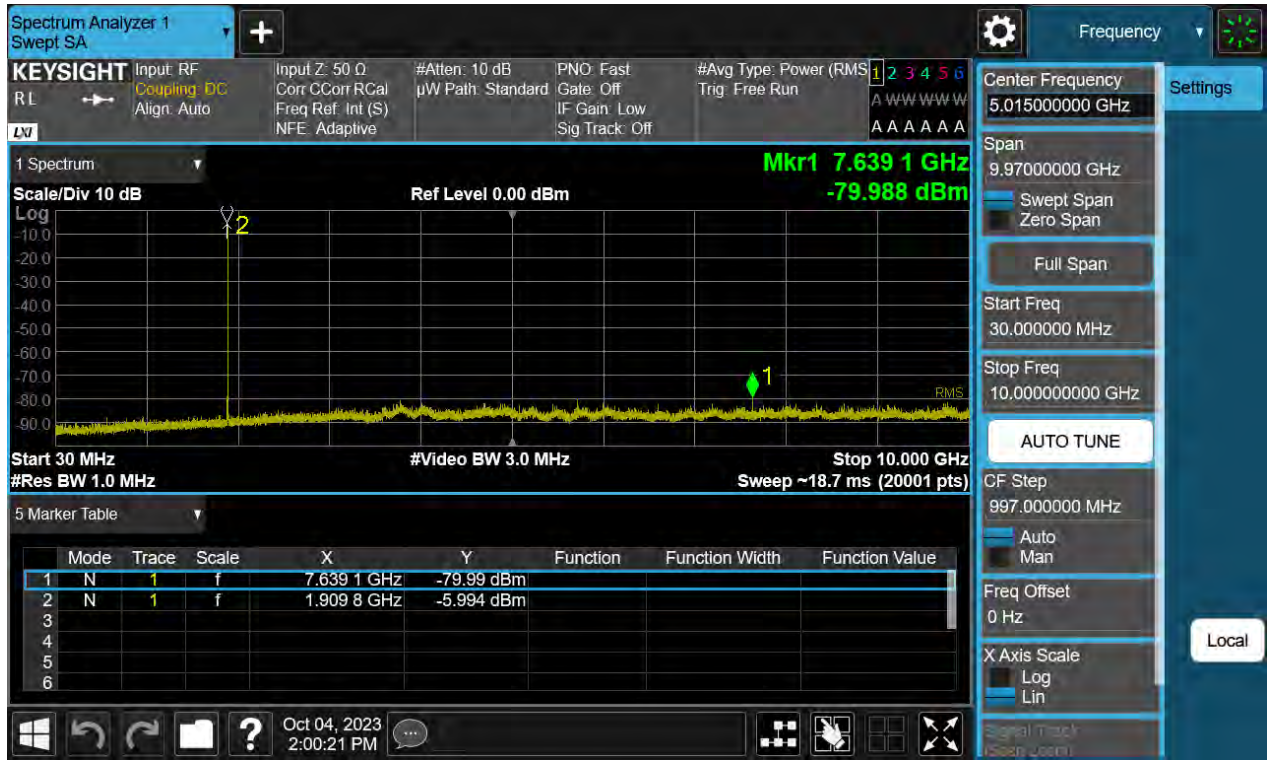 Spectrum Analyzer 1
Swept SA
+
Frequency
KEYSIGHT
RL
LXI
Input: RF
Coupling: DC
Align: Auto
Input Z: 50 Ω
Corr CCorr RCal
Freq Ref: Int (S)
NFE: Adaptive
#Atten: 10 dB
µW Path: Standard
PNO: Fast
Gate: Off
IF Gain: Low
Sig Track: Off
#Avg Type: Power (RMS
Trig: Free Run
1 2 3 4 5 6
A W W W W W
A A A A A A
1 Spectrum
Mkr1 7.639 1 GHz
-79.988 dBm
Scale/Div 10 dB
Ref Level 0.00 dBm
Log
-10.0
-20.0
-30.0
-40.0
-50.0
-60.0
-70.0
-80.0
-90.0
2
1
RMS
Start 30 MHz
#Video BW 3.0 MHz
Stop 10.000 GHz
#Res BW 1.0 MHz
Sweep ~18.7 ms (20001 pts)
5 Marker Table
Mode Trace Scale X Y Function Function Width Function Value
1 N 1 f 7.639 1 GHz -79.99 dBm
2 N 1 f 1.909 8 GHz -5.994 dBm
3
4
5
6
Oct 04, 2023
2:00:21 PM
?
Center Frequency
5.015000000 GHz
Settings
Span
9.97000000 GHz
Swept Span
Zero Span
Full Span
Start Freq
30.000000 MHz
Stop Freq
10.000000000 GHz
AUTO TUNE
CF Step
997.000000 MHz
Auto
Man
Freq Offset
0 Hz
Local
X Axis Scale
Log
Lin
Signal Track
(Span Zoom)